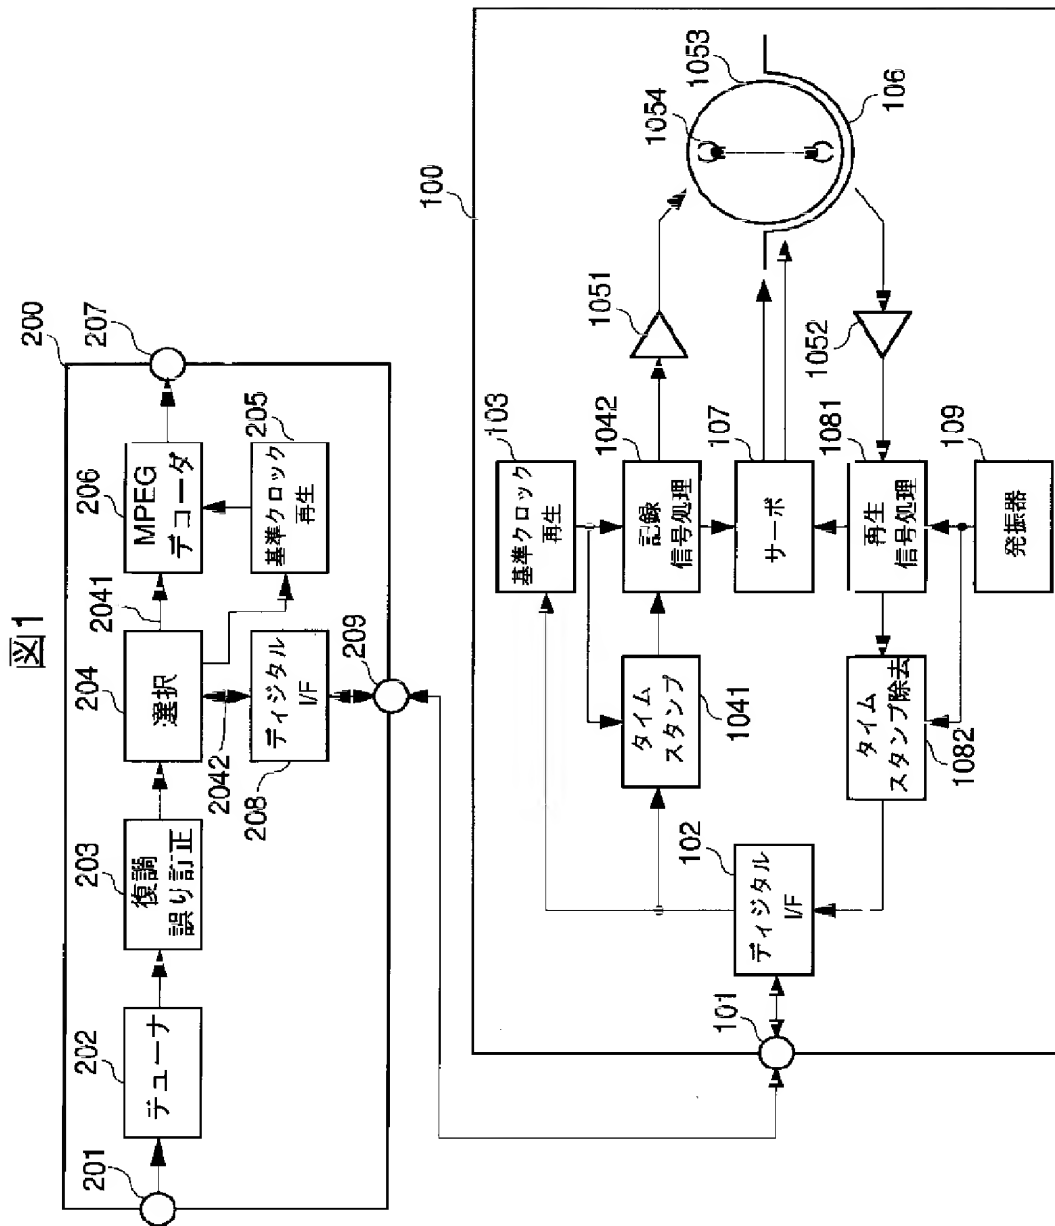 図1
200
201
テューナ
202
復調
誤り訂正
203
選択
204
2041
MPEG
デコーダ
206
207
基準クロック
再生
205
2042
ディジタル
I/F
208
209
100
101
ディジタル
I/F
102
基準クロック
再生
103
タイム
スタンプ
1041
記録
信号処理
1042
1051
1054
1053
106
サーボ
107
1052
再生
信号処理
1081
タイム
スタンプ除去
1082
発振器
109